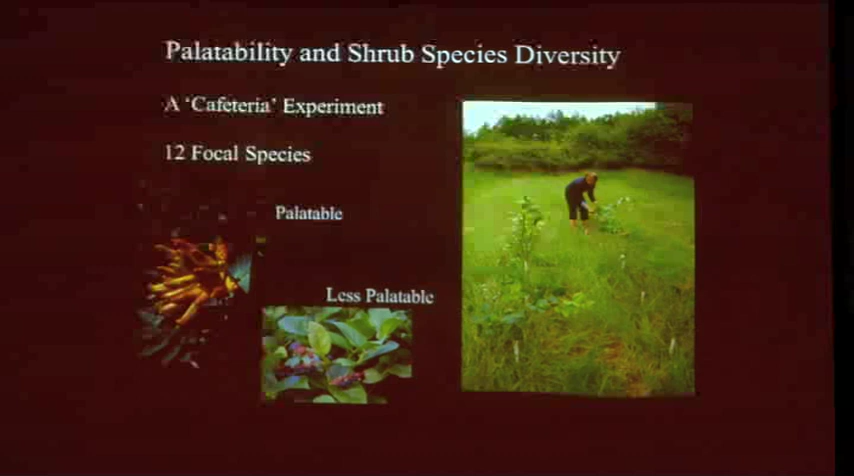 Palatability and Shrub Species Diversity
A ‘Cafeteria’ Experiment
12 Focal Species
Palatable
Less Palatable